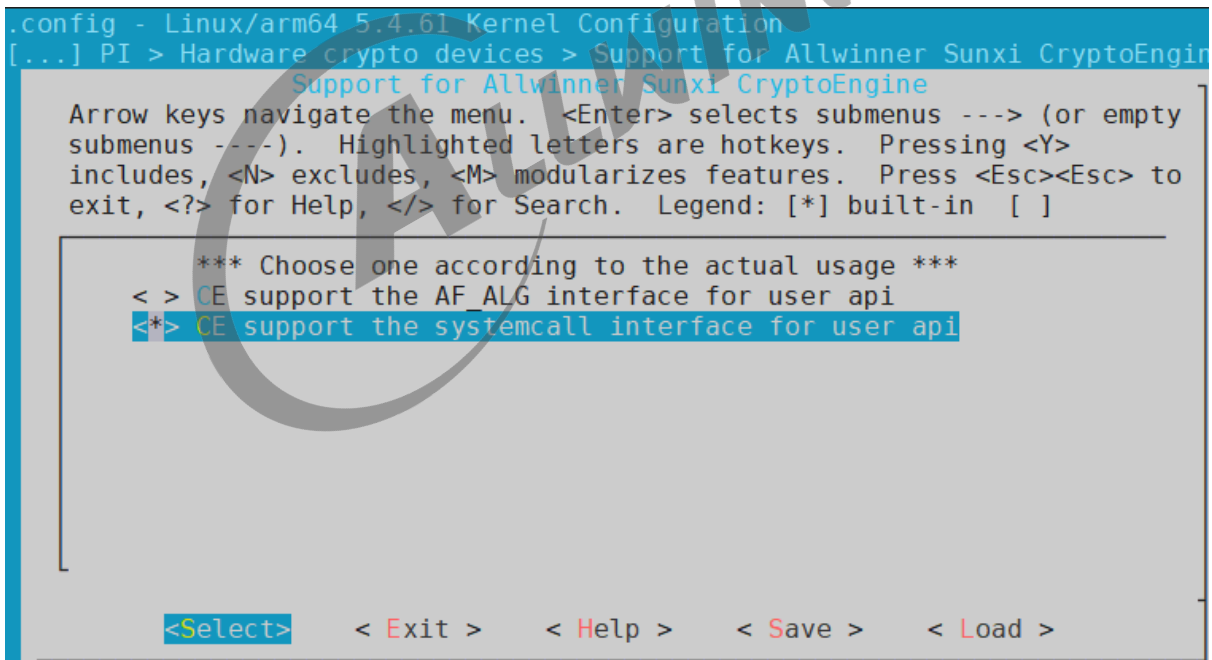 .config - Linux/arm64 5.4.61 Kernel Configuration
[...] PI > Hardware crypto devices > Support for Allwinner Sunxi CryptoEngin
Support for Allwinner Sunxi CryptoEngine
Arrow keys navigate the menu.  <Enter> selects submenus ---> (or empty
submenus ----).  Highlighted letters are hotkeys.  Pressing <Y>
includes, <N> excludes, <M> modularizes features.  Press <Esc><Esc> to
exit, <?> for Help, </> for Search.  Legend: [*] built-in  [ ]
*** Choose one according to the actual usage ***
< > CE support the AF_ALG interface for user api
<*> CE support the systemcall interface for user api
<Select>    < Exit >    < Help >    < Save >    < Load >